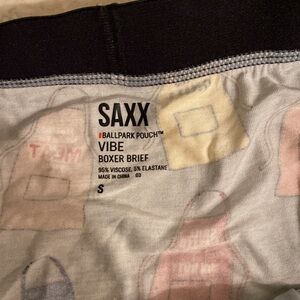 SAXX
BALLPARK POUCH™
VIBE
BOXER BRIEF
95% VISCOSE, 5% ELASTANE
MADE IN CHINA
S